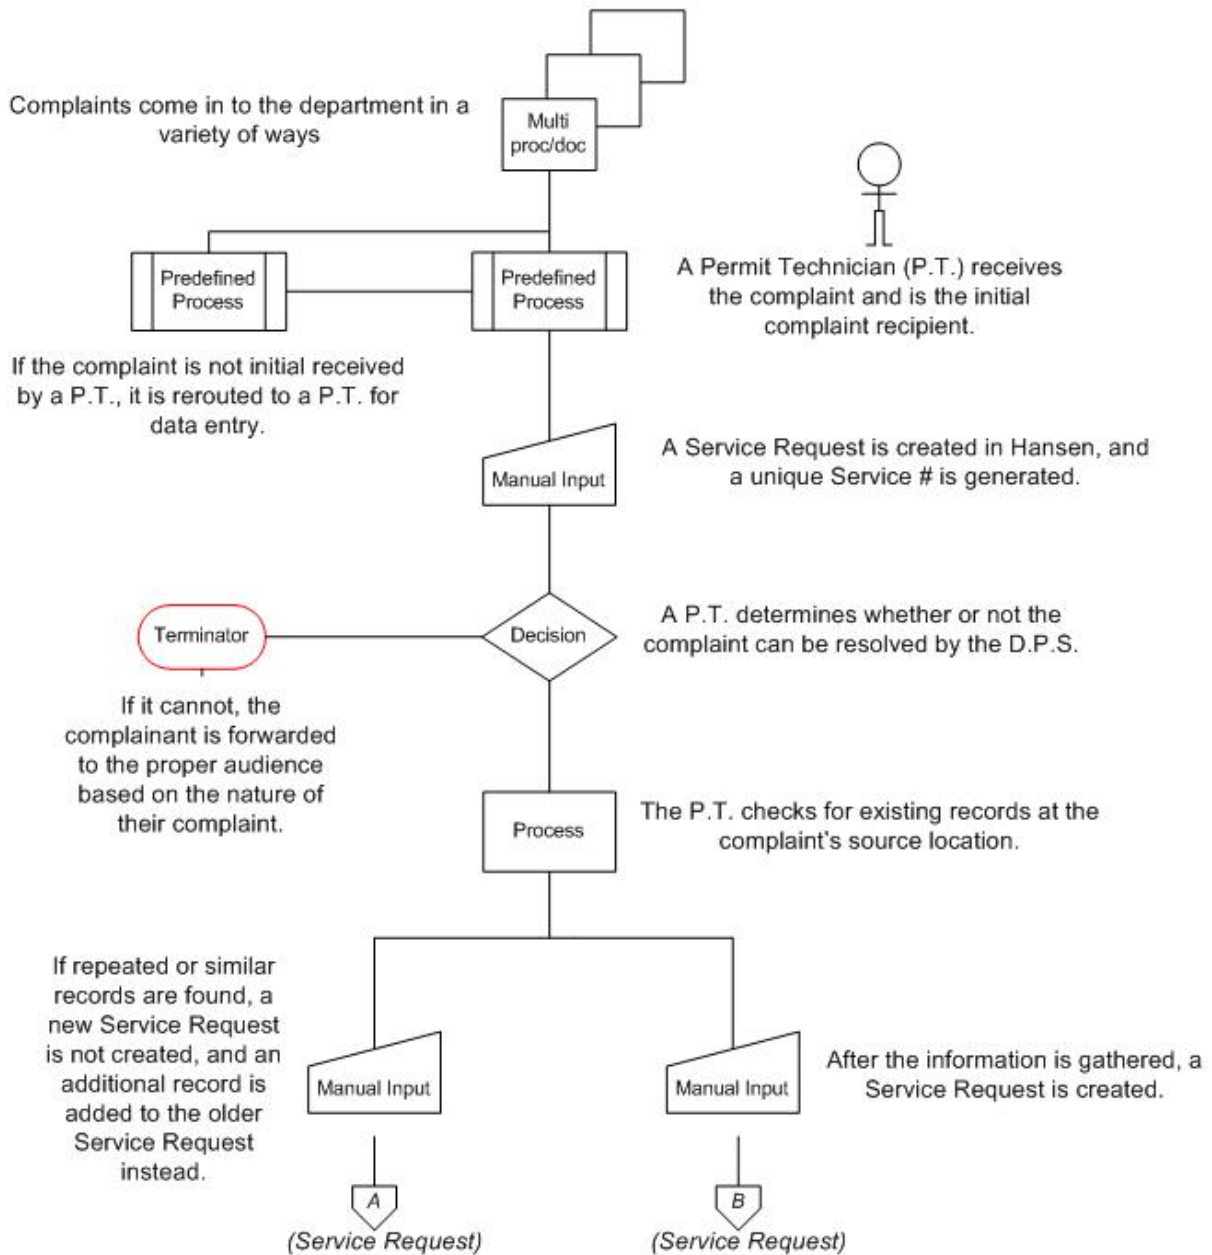 Complaints come in to the department in a
variety of ways
Multi
proc/doc
Predefined
Process
Predefined
Process
A Permit Technician (P.T.) receives
the complaint and is the initial
complaint recipient.
If the complaint is not initial received
by a P.T., it is rerouted to a P.T. for
data entry.
Manual Input
A Service Request is created in Hansen, and
a unique Service # is generated.
Terminator
Decision
A P.T. determines whether or not the
complaint can be resolved by the D.P.S.
If it cannot, the
complainant is forwarded
to the proper audience
based on the nature of
their complaint.
Process
The P.T. checks for existing records at the
complaint's source location.
If repeated or similar
records are found, a
new Service Request
is not created, and an
additional record is
added to the older
Service Request
instead.
Manual Input
Manual Input
After the information is gathered, a
Service Request is created.
A
(Service Request)
B
(Service Request)